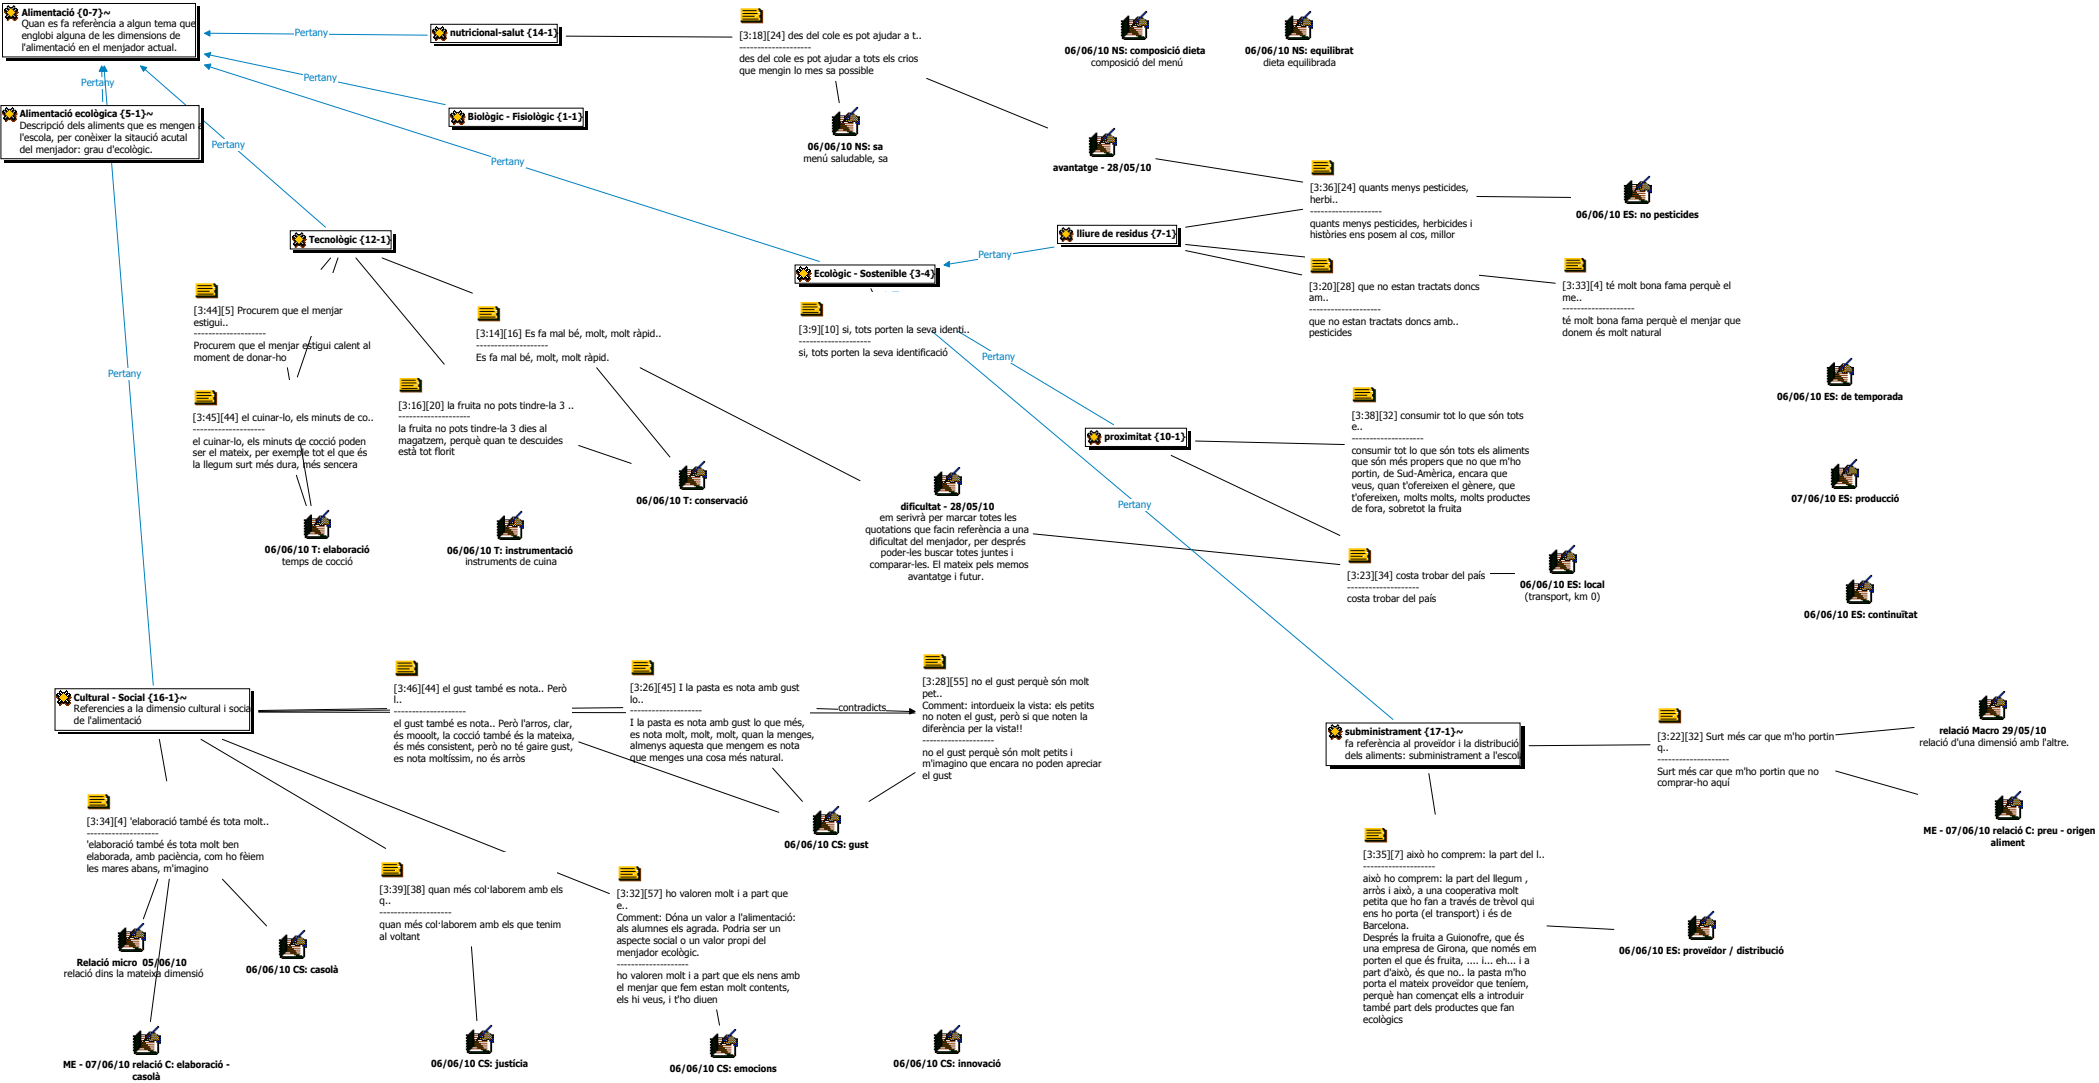 Alimentació {0-7}~
Quan es fa referència a algun tema que
englobi alguna de les dimensions de
l'alimentació en el menjador actual.
Pertany
nutricional-salut {14-1}
[3:18][24] des del cole es pot ajudar a t..
--------------------
des del cole es pot ajudar a tots els crios
que mengin lo mes sa possible
06/06/10 NS: composició dieta
composició del menú
06/06/10 NS: equilibrat
dieta equilibrada
Pertany
Pertany
Alimentació ecològica {5-1}~
Descripció dels aliments que es mengen a
l'escola, per conèixer la sitaució acutal
del menjador: grau d'ecològic.
Biològic - Fisiològic {1-1}
Pertany
Pertany
06/06/10 NS: sa
menú saludable, sa
avantatge - 28/05/10
[3:36][24] quants menys pesticides,
herbi..
--------------------
quants menys pesticides, herbicides i
històries ens posem al cos, millor
06/06/10 ES: no pesticides
Tecnològic {12-1}
lliure de residus {7-1}
Pertany
Ecològic - Sostenible {3-4}
[3:20][28] que no estan tractats doncs
am..
--------------------
que no estan tractats doncs amb..
pesticides
[3:33][4] té molt bona fama perquè el
me..
--------------------
té molt bona fama perquè el menjar que
donem és molt natural
[3:44][5] Procurem que el menjar
estigui..
--------------------
Procurem que el menjar estigui calent al
moment de donar-ho
[3:14][16] Es fa mal bé, molt, molt ràpid..
--------------------
Es fa mal bé, molt, molt ràpid.
[3:9][10] si, tots porten la seva identi..
--------------------
si, tots porten la seva identificació
Pertany
Pertany
06/06/10 ES: de temporada
[3:45][44] el cuinar-lo, els minuts de co..
--------------------
el cuinar-lo, els minuts de cocció poden
ser el mateix, per exemple tot el que és
la llegum surt més dura, més sencera
[3:16][20] la fruita no pots tindre-la 3 ..
--------------------
la fruita no pots tindre-la 3 dies al
magatzem, perquè quan te descuides
està tot florit
proximitat {10-1}
[3:38][32] consumir tot lo que són tots
e..
--------------------
consumir tot lo que són tots els aliments
que són més propers que no que m'ho
portin, de Sud-Amèrica, encara que
veus, quan t'ofereixen el gènere, que
t'ofereixen, molts molts, molts productes
de fora, sobretot la fruita
06/06/10 T: conservació
07/06/10 ES: producció
Pertany
dificultat - 28/05/10
em serivrà per marcar totes les
quotations que facin referència a una
dificultat del menjador, per després
poder-les buscar totes juntes i
comparar-les. El mateix pels memos
avantatge i futur.
06/06/10 T: elaboració
temps de cocció
06/06/10 T: instrumentació
instruments de cuina
[3:23][34] costa trobar del país
--------------------
costa trobar del país
06/06/10 ES: local
(transport, km 0)
06/06/10 ES: continuïtat
Cultural - Social {16-1}~
Referencies a la dimensio cultural i socia
de l'alimentació
[3:46][44] el gust també es nota.. Però
l..
--------------------
el gust també es nota.. Però l'arros, clar,
és mooolt, la cocció també és la mateixa,
és més consistent, però no té gaire gust,
es nota moltíssim, no és arròs
[3:26][45] I la pasta es nota amb gust
lo..
--------------------
I la pasta es nota amb gust lo que més,
es nota molt, molt, molt, quan la menges,
almenys aquesta que mengem es nota
que menges una cosa més natural.
contradicts
[3:28][55] no el gust perquè són molt
pet..
Comment: intordueix la vista: els petits
no noten el gust, però si que noten la
diferència per la vista!!
--------------------
no el gust perquè són molt petits i
m'imagino que encara no poden apreciar
el gust
subministrament {17-1}~
fa referència al proveïdor i la distribució
dels aliments: subministrament a l'escol
[3:22][32] Surt més car que m'ho portin
q..
--------------------
Surt més car que m'ho portin que no
comprar-ho aquí
relació Macro 29/05/10
relació d'una dimensió amb l'altre.
ME - 07/06/10 relació C: preu - origen
aliment
[3:34][4] 'elaboració també és tota molt..
--------------------
'elaboració també és tota molt ben
elaborada, amb paciència, com ho fèiem
les mares abans, m'imagino
06/06/10 CS: gust
[3:39][38] quan més col·laborem amb els
q..
--------------------
quan més col·laborem amb els que tenim
al voltant
[3:32][57] ho valoren molt i a part que
e..
Comment: Dóna un valor a l'alimentació:
als alumnes els agrada. Podria ser un
aspecte social o un valor propi del
menjador ecològic.
--------------------
ho valoren molt i a part que els nens amb
el menjar que fem estan molt contents,
els hi veus, i t'ho diuen
[3:35][7] això ho comprem: la part del l..
--------------------
això ho comprem: la part del llegum ,
arròs i això, a una cooperativa molt
petita que ho fan a través de trèvol qui
ens ho porta (el transport) i és de
Barcelona.
Després la fruita a Guionofre, que és
una empresa de Girona, que només em
porten el que és fruita, .... i... eh... i a
part d'això, és que no.. la pasta m'ho
porta el mateix proveïdor que teníem,
perquè han començat ells a introduir
també part dels productes que fan
ecològics
06/06/10 ES: proveïdor / distribució
Relació micro 05/06/10
relació dins la mateixa dimensió
06/06/10 CS: casolà
ME - 07/06/10 relació C: elaboració -
casolà
06/06/10 CS: justícia
06/06/10 CS: emocions
06/06/10 CS: innovació